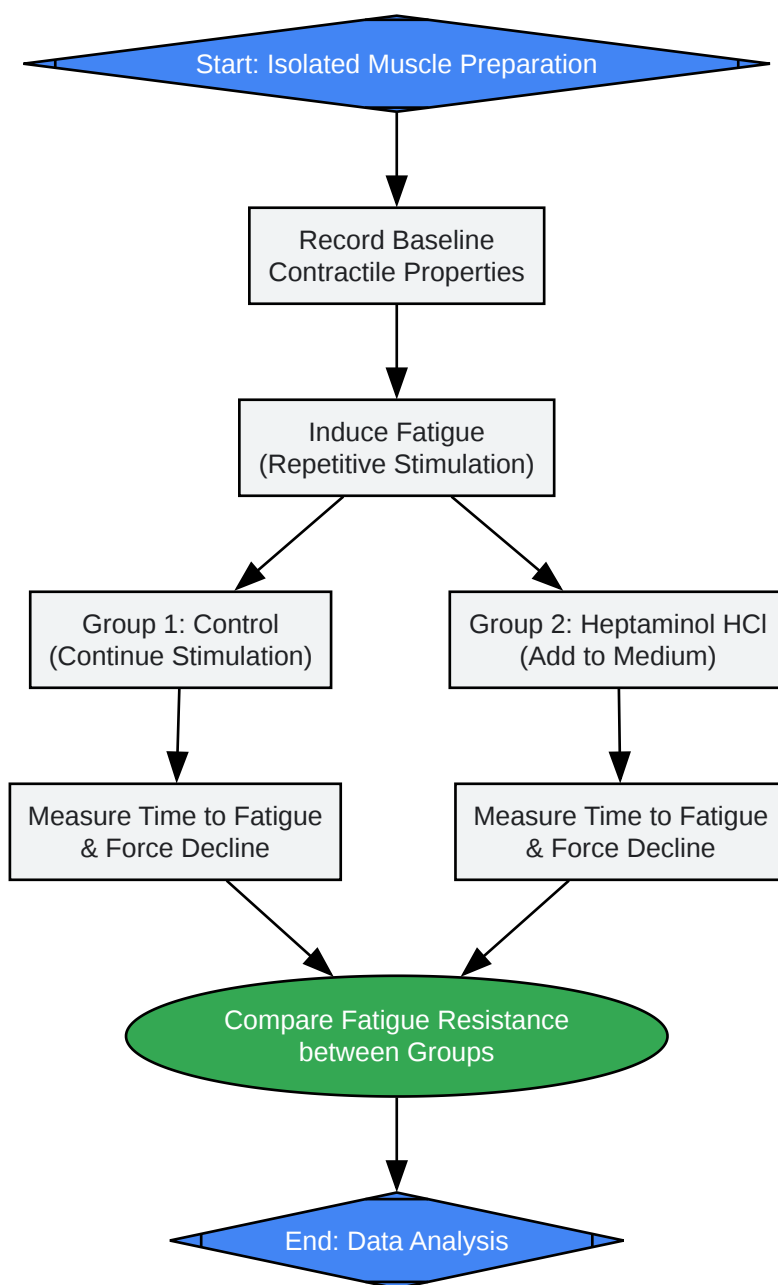 Start: Isolated Muscle Preparation
Record Baseline
Contractile Properties
Induce Fatigue
(Repetitive Stimulation)
Group 1: Control
(Continue Stimulation)
Group 2: Heptaminol HCl
(Add to Medium)
Measure Time to Fatigue
& Force Decline
Measure Time to Fatigue
& Force Decline
Compare Fatigue Resistance
between Groups
End: Data Analysis